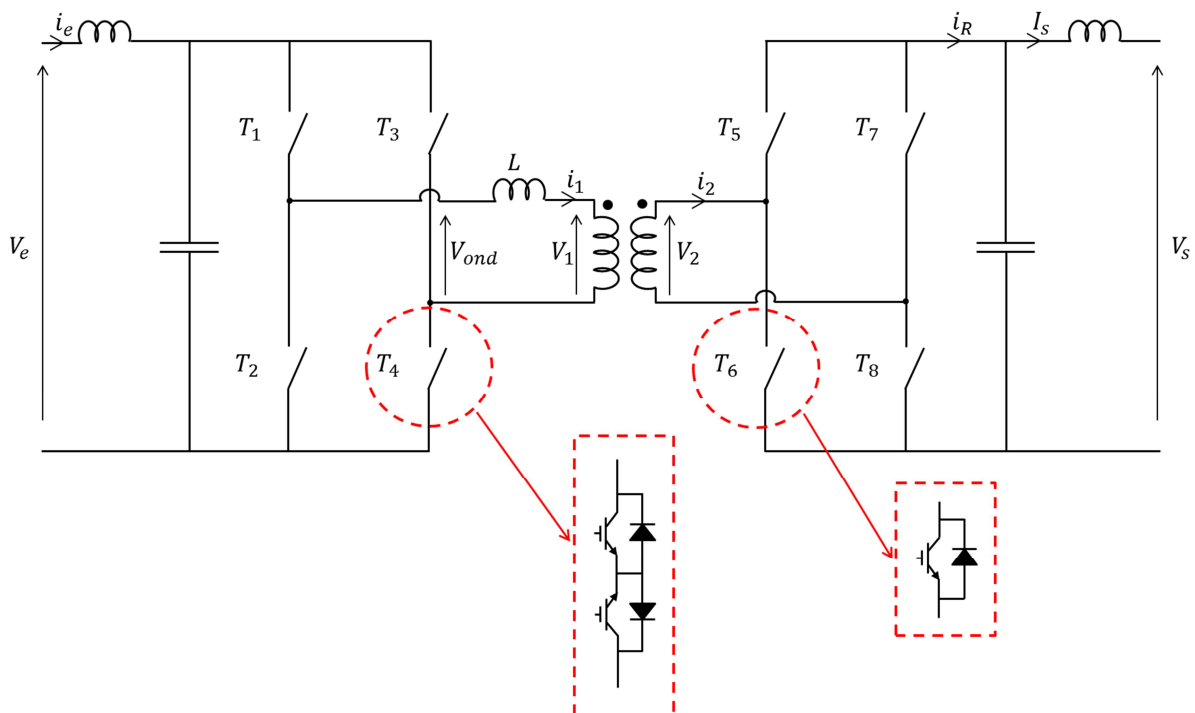 i_e
i_R
I_s
T_1
T_3
T_5
T_7
L
i_1
i_2
V_e
V_ond
V_1
V_2
V_s
T_2
T_4
T_6
T_8